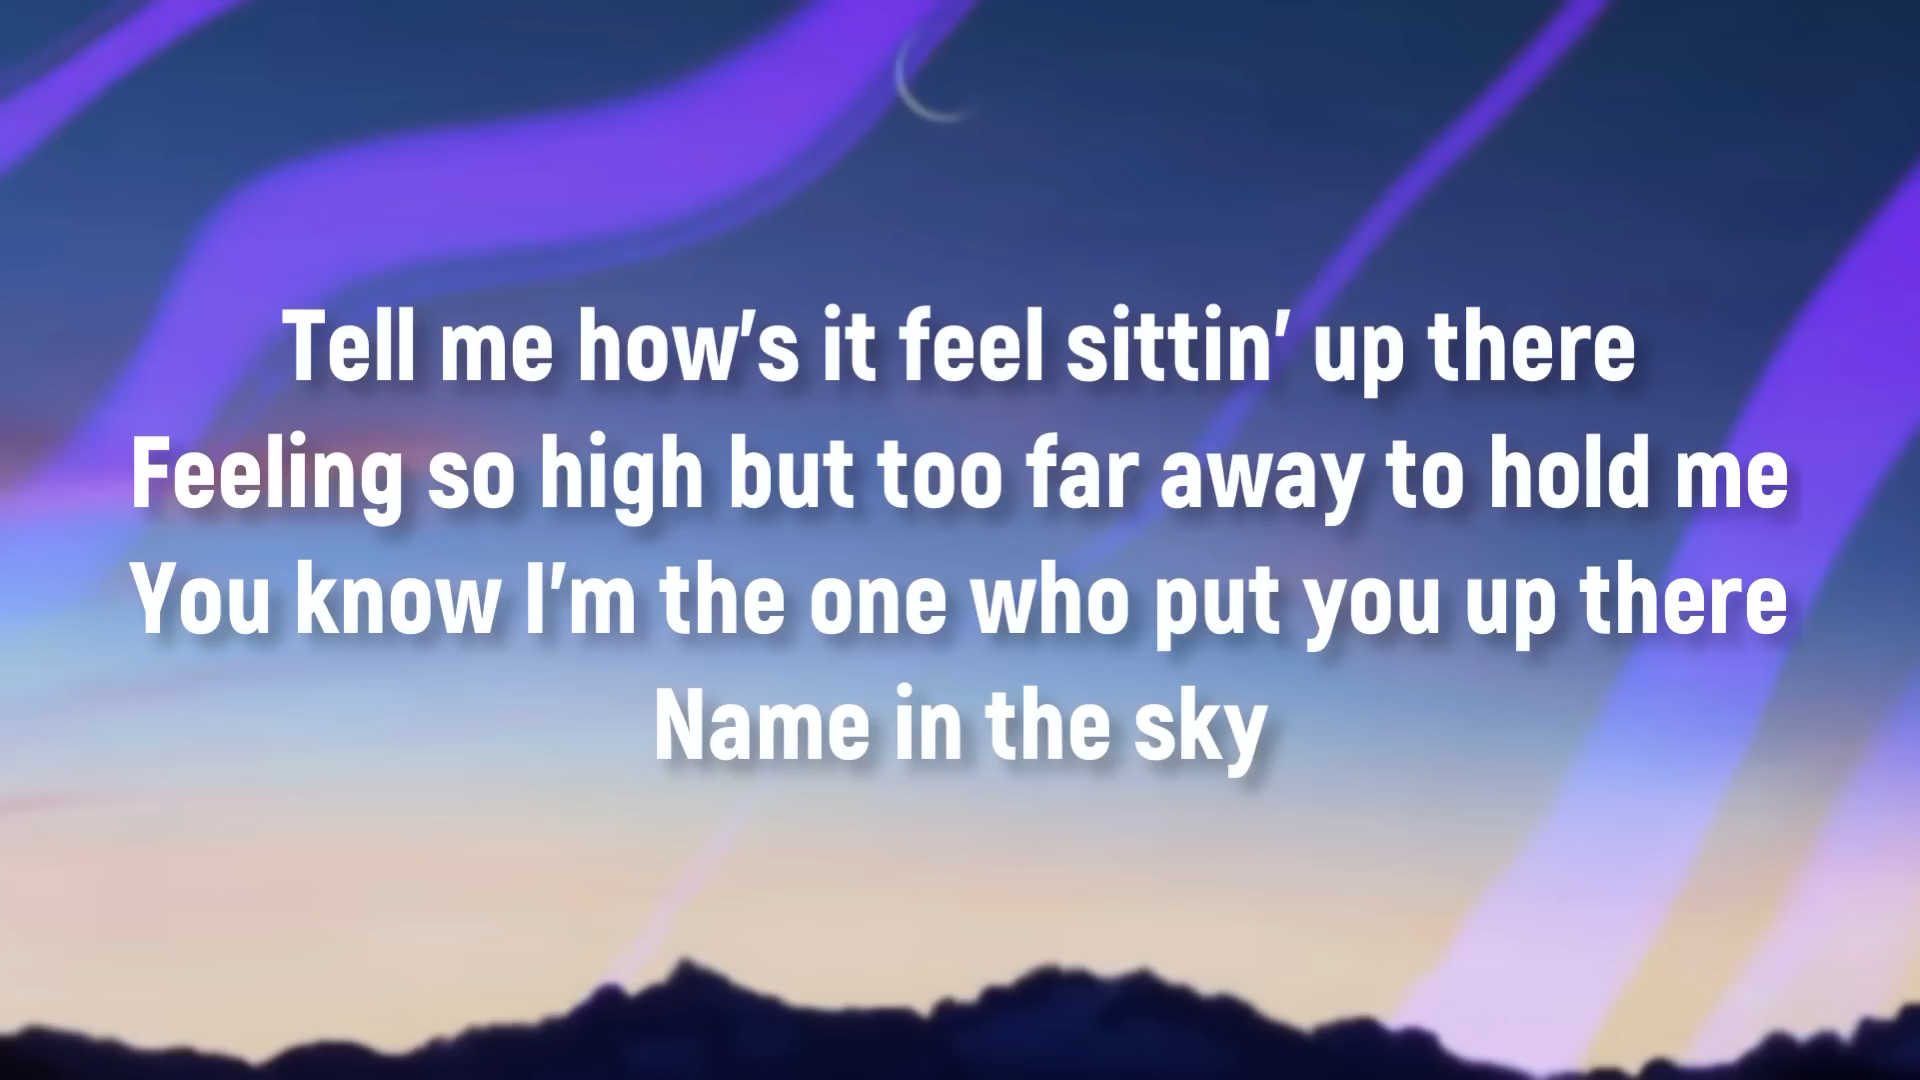 Tell me how's it feel sittin' up there
Feeling so high but too far away to hold me
You know I'm the one who put you up there
Name in the sky